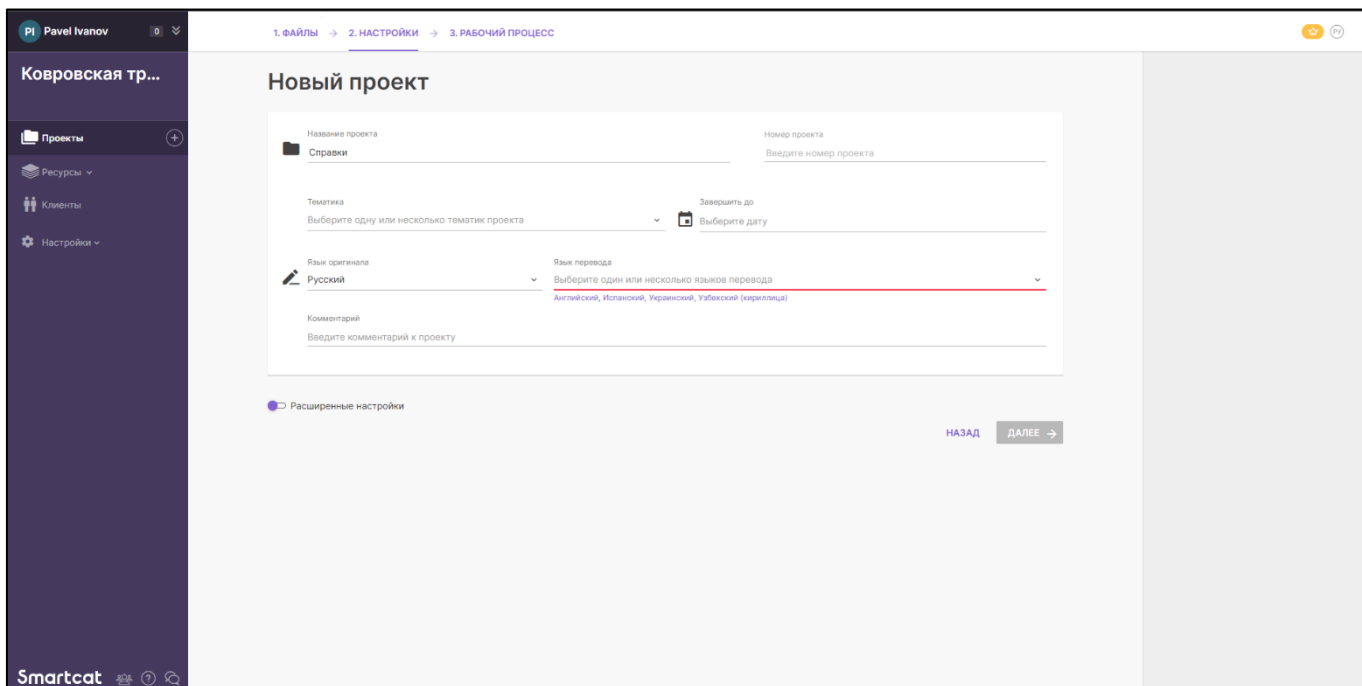 PI Pavel Ivanov 0
1. ФАЙЛЫ → 2. НАСТРОЙКИ → 3. РАБОЧИЙ ПРОЦЕСС
РУ
Ковровская тр...
Проекты
Ресурсы
Клиенты
Настройки
Новый проект
Название проекта
Справки
Номер проекта
Введите номер проекта
Тематика
Выберите одну или несколько тематик проекта
Завершить до
Выберите дату
Язык оригинала
Русский
Язык перевода
Выберите один или несколько языков перевода
Английский, Испанский, Украинский, Узбекский (кириллица)
Комментарий
Введите комментарий к проекту
Расширенные настройки
НАЗАД
ДАЛЕЕ →
Smartcat